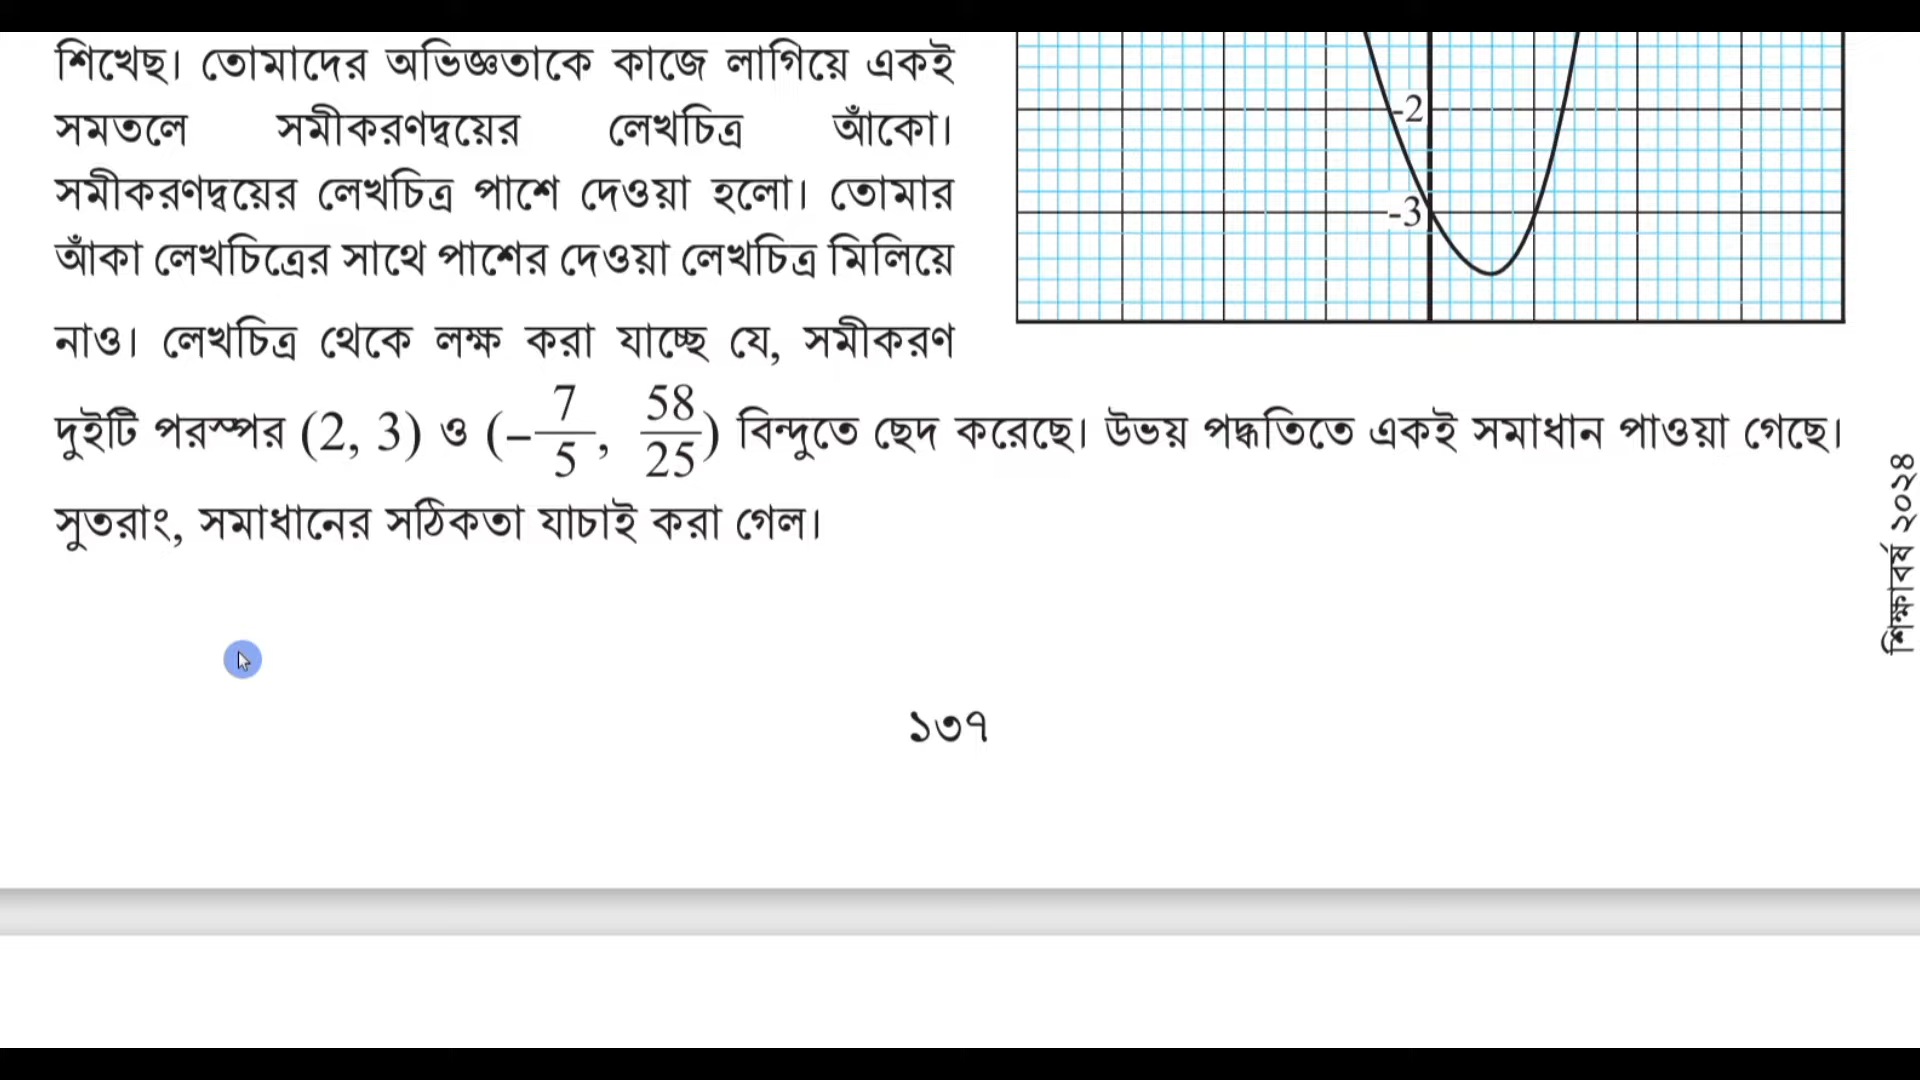 শিখেছ। তোমাদের অভিজ্ঞতাকে কাজে লাগিয়ে একই
সমতলে সমীকরণদ্বয়ের লেখচিত্র আঁকো।
সমীকরণদ্বয়ের লেখচিত্র পাশে দেওয়া হলো। তোমার
আঁকা লেখচিত্রের সাথে পাশের দেওয়া লেখচিত্র মিলিয়ে
নাও। লেখচিত্র থেকে লক্ষ করা যাচ্ছে যে, সমীকরণ
দুইটি পরস্পর (2, 3) ও (–7/5, 58/25) বিন্দুতে ছেদ করেছে। উভয় পদ্ধতিতে একই সমাধান পাওয়া গেছে।
সুতরাং, সমাধানের সঠিকতা যাচাই করা গেল।
-2
-3
১৩৭
শিক্ষাবর্ষ ২০২৪